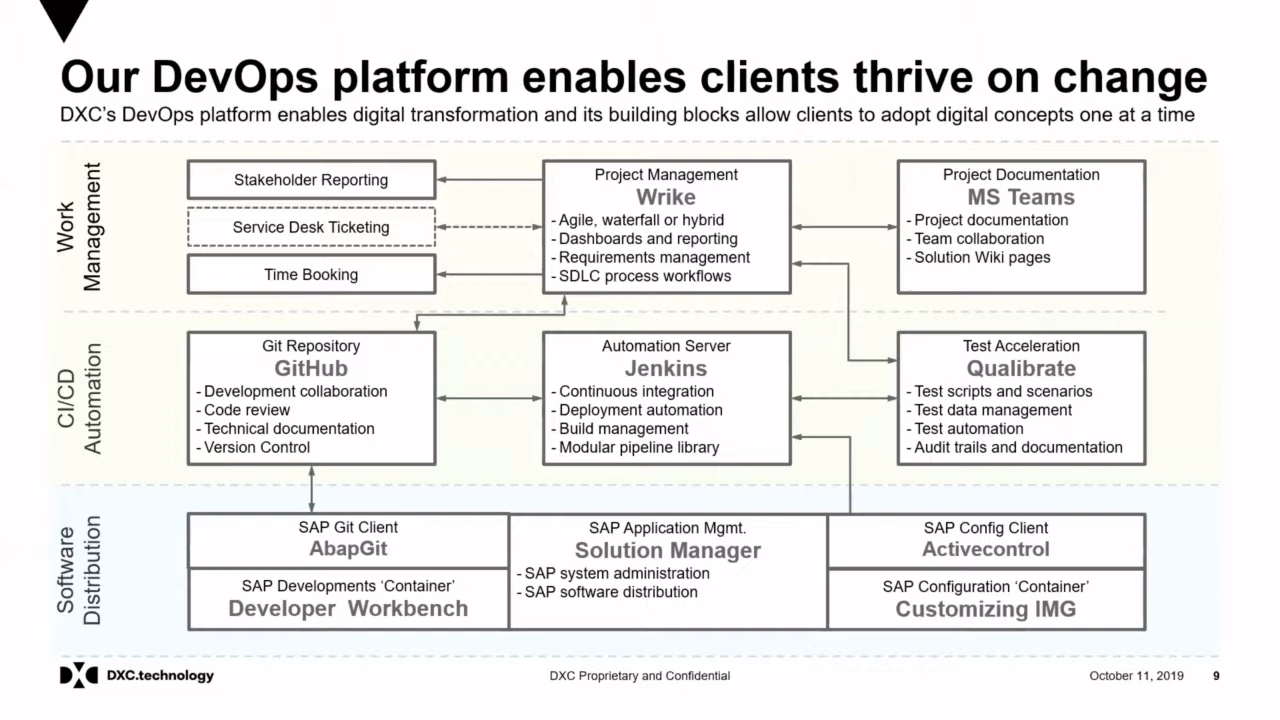 Our DevOps platform enables clients thrive on change
DXC's DevOps platform enables digital transformation and its building blocks allow clients to adopt digital concepts one at a time
Work
Management
Stakeholder Reporting
Service Desk Ticketing
Time Booking
Project Management
Wrike
- Agile, waterfall or hybrid
- Dashboards and reporting
- Requirements management
- SDLC process workflows
Project Documentation
MS Teams
- Project documentation
- Team collaboration
- Solution Wiki pages
CI/CD
Automation
Git Repository
GitHub
- Development collaboration
- Code review
- Technical documentation
- Version Control
Automation Server
Jenkins
- Continuous integration
- Deployment automation
- Build management
- Modular pipeline library
Test Acceleration
Qualibrate
- Test scripts and scenarios
- Test data management
- Test automation
- Audit trails and documentation
Software
Distribution
SAP Git Client
AbapGit
SAP Developments ‘Container’
Developer Workbench
SAP Application Mgmt.
Solution Manager
- SAP system administration
- SAP software distribution
SAP Config Client
Activecontrol
SAP Configuration ‘Container’
Customizing IMG
DXC.technology
DXC Proprietary and Confidential
October 11, 2019
9